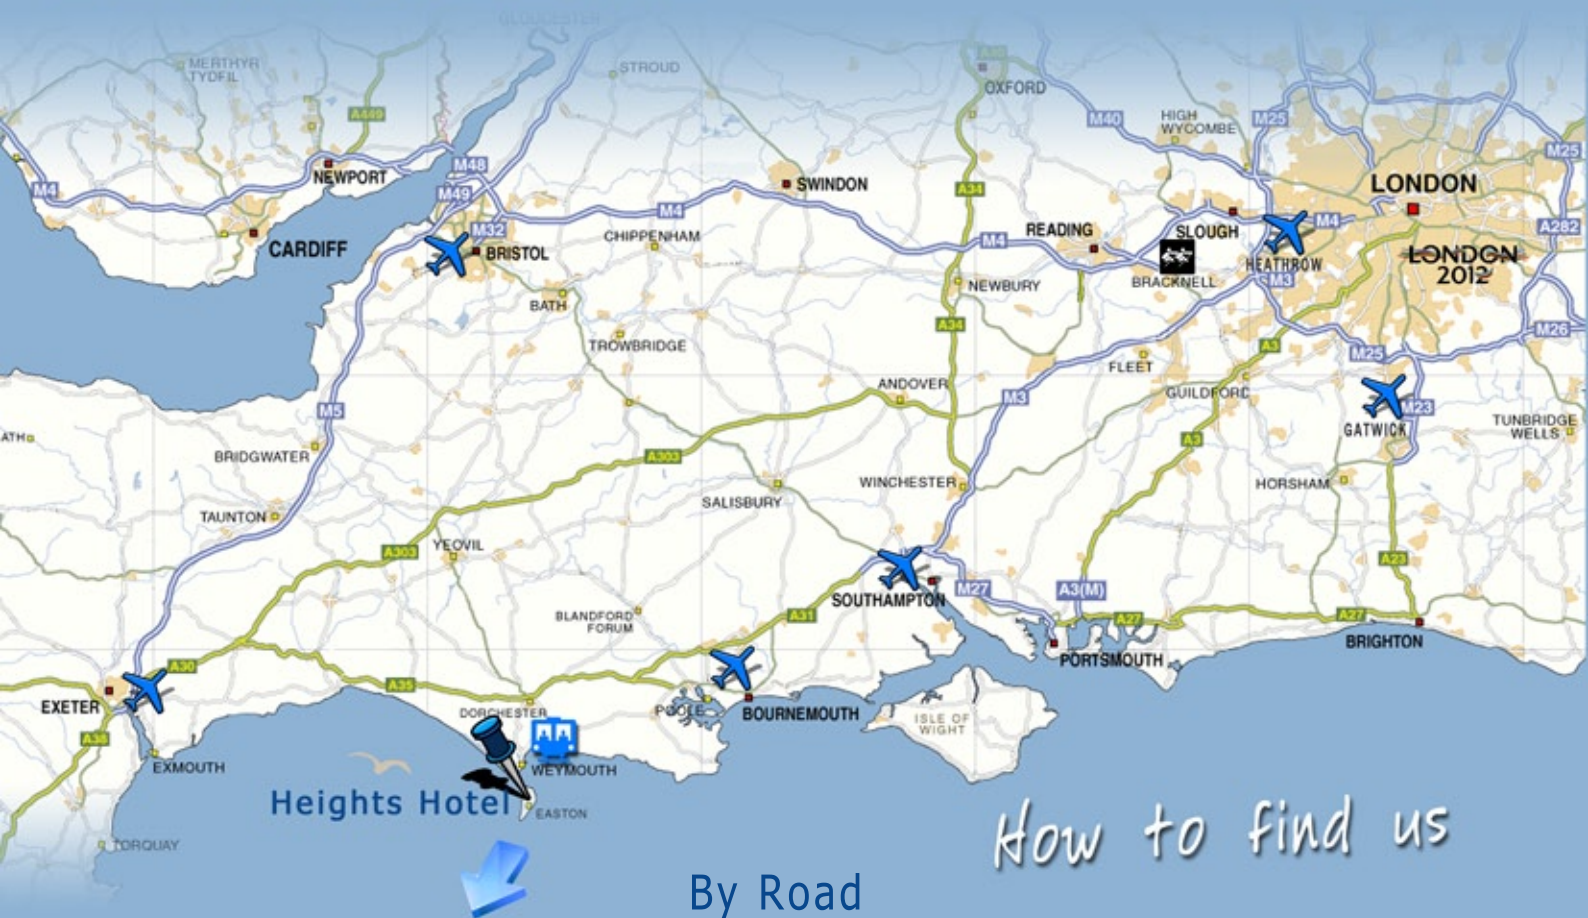 GLOUCESTER
MERTHYR
TYDFIL
STROUD
A449
OXFORD
M40
HIGH
WYCOMBE
M25
M25
M48
NEWPORT
M4
M49
SWINDON
A34
LONDON
M4
M32
CARDIFF
BRISTOL
CHIPPENHAM
M4
READING
SLOUGH
M4
A282
HEATHROW
LONDON
2012
M3
BRACKNELL
NEWBURY
BATH
A34
TROWBRIDGE
A3
M25
M26
FLEET
ANDOVER
M3
GUILDFORD
M23
GATWICK
TUNBRIDGE
WELLS
M5
ATH
BRIDGWATER
A303
A3
SALISBURY
WINCHESTER
HORSHAM
TAUNTON
A303
YEOVIL
A23
SOUTHAMPTON
M27
A3(M)
BLANDFORD
FORUM
A31
A27
A27
BRIGHTON
PORTSMOUTH
A30
A35
EXETER
DORCHESTER
POOLE
BOURNEMOUTH
ISLE OF
WIGHT
A38
EXMOUTH
WEYMOUTH
Heights Hotel
EASTON
TORQUAY
How to find us
By Road